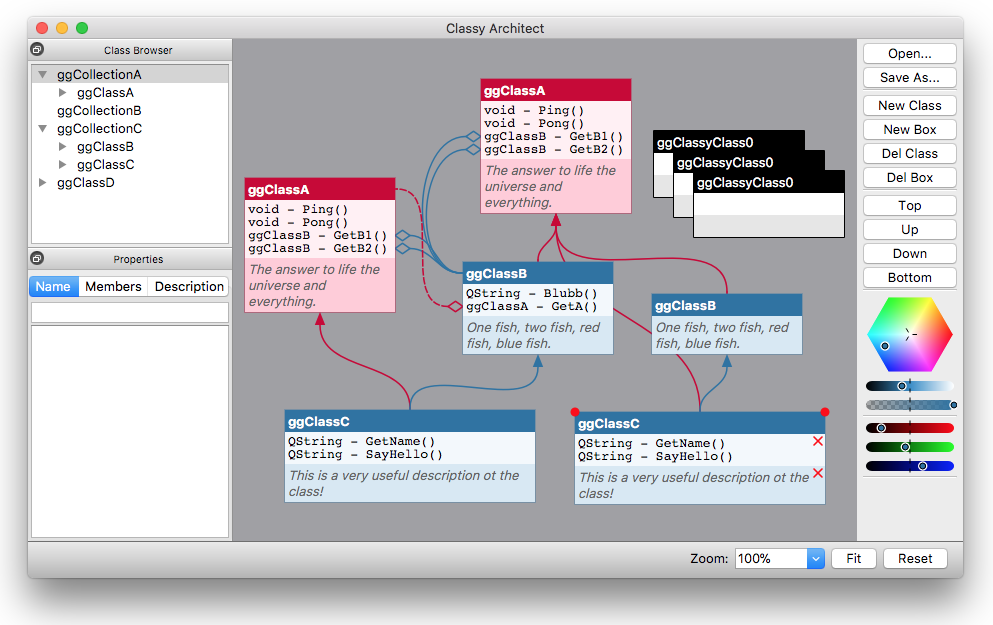 Classy Architect
Class Browser
ggCollectionA
ggClassA
ggCollectionB
ggCollectionC
ggClassB
ggClassC
ggClassD
Properties
Name Members Description
ggClassA
void - Ping()
void - Pong()
ggClassB - GetB1()
ggClassB - GetB2()
The answer to life the
universe and
everything.
ggClassA
void - Ping()
void - Pong()
ggClassB - GetB1()
ggClassB - GetB2()
The answer to life the
universe and
everything.
ggClassyClass0
ggClassyClass0
ggClassyClass0
ggClassB
QString - Blubb()
ggClassA - GetA()
One fish, two fish, red
fish, blue fish.
ggClassB
One fish, two fish, red
fish, blue fish.
ggClassC
QString - GetName()
QString - SayHello()
This is a very useful description ot the
class!
ggClassC
QString - GetName()
QString - SayHello()
This is a very useful description ot the
class!
Open...
Save As...
New Class
New Box
Del Class
Del Box
Top
Up
Down
Bottom
Zoom: 100% Fit Reset